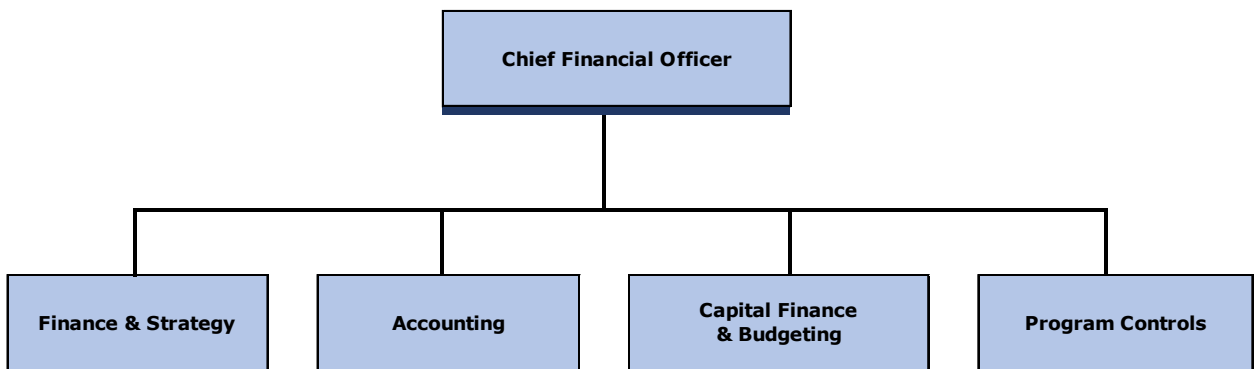 Chief Financial Officer
Finance & Strategy
Accounting
Capital Finance
& Budgeting
Program Controls